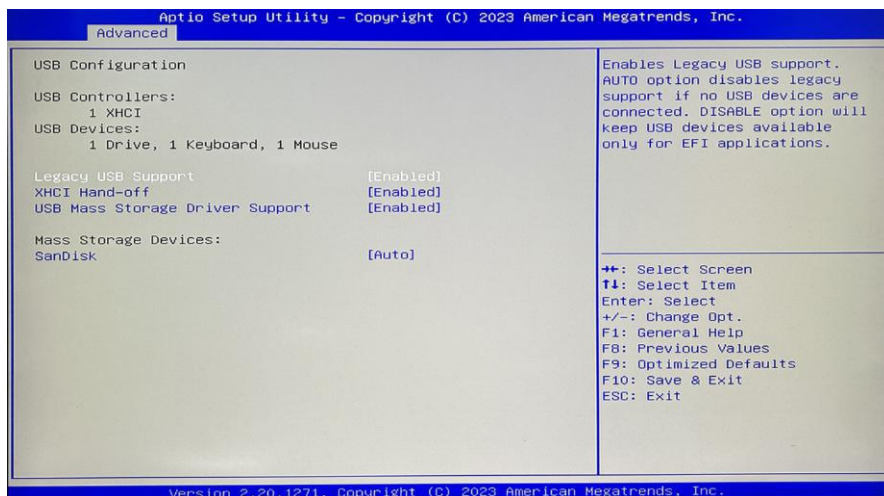 Aptio Setup Utility – Copyright (C) 2023 American Megatrends, Inc.
Advanced
USB Configuration
USB Controllers:
1 XHCI
USB Devices:
1 Drive, 1 Keyboard, 1 Mouse
Legacy USB Support [Enabled]
XHCI Hand-off [Enabled]
USB Mass Storage Driver Support [Enabled]
Mass Storage Devices:
SanDisk [Auto]
Enables Legacy USB support.
AUTO option disables legacy
support if no USB devices are
connected. DISABLE option will
keep USB devices available
only for EFI applications.
→←: Select Screen
↑↓: Select Item
Enter: Select
+/-: Change Opt.
F1: General Help
F8: Previous Values
F9: Optimized Defaults
F10: Save & Exit
ESC: Exit
Version 2.20.1271. Copyright (C) 2023 American Megatrends, Inc.